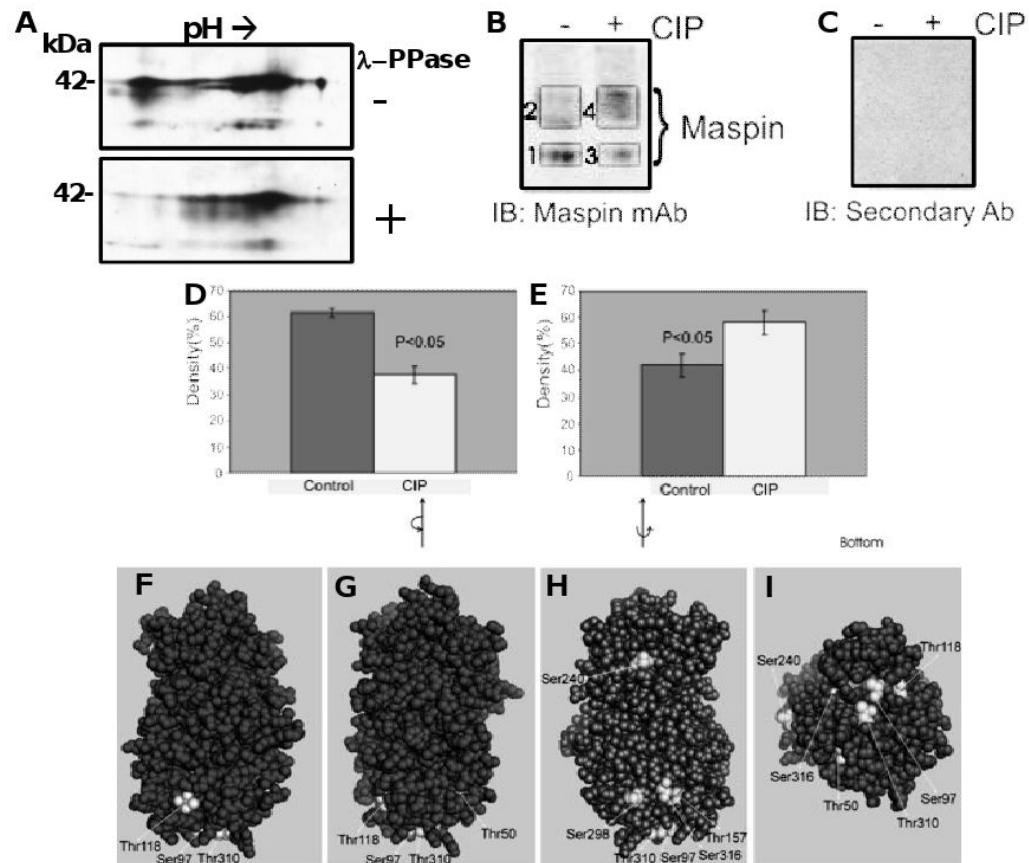 A
pH →
kDa
λ–PPase
42-
-
42-
+
B
- + CIP
2 4
1 3
Maspin
IB: Maspin mAb
C
- + CIP
IB: Secondary Ab
D
Density(%)
70
60
50
40
30
20
10
0
P<0.05
Control CIP
E
Density(%)
70
60
50
40
30
20
10
0
P<0.05
Control CIP
Bottom
F
Thr118
Ser97 Thr310
G
Thr118
Ser97 Thr310
Thr50
H
Ser240
Ser298
Thr157
Thr310 Ser97 Ser316
I
Ser240
Thr118
Ser316
Thr50
Ser97
Thr310